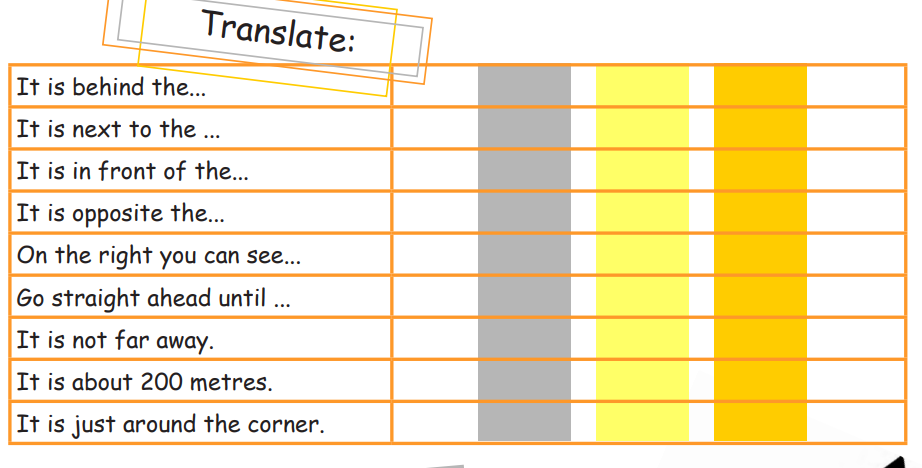 Translate:
It is behind the...
It is next to the ...
It is in front of the...
It is opposite the...
On the right you can see...
Go straight ahead until ...
It is not far away.
It is about 200 metres.
It is just around the corner.